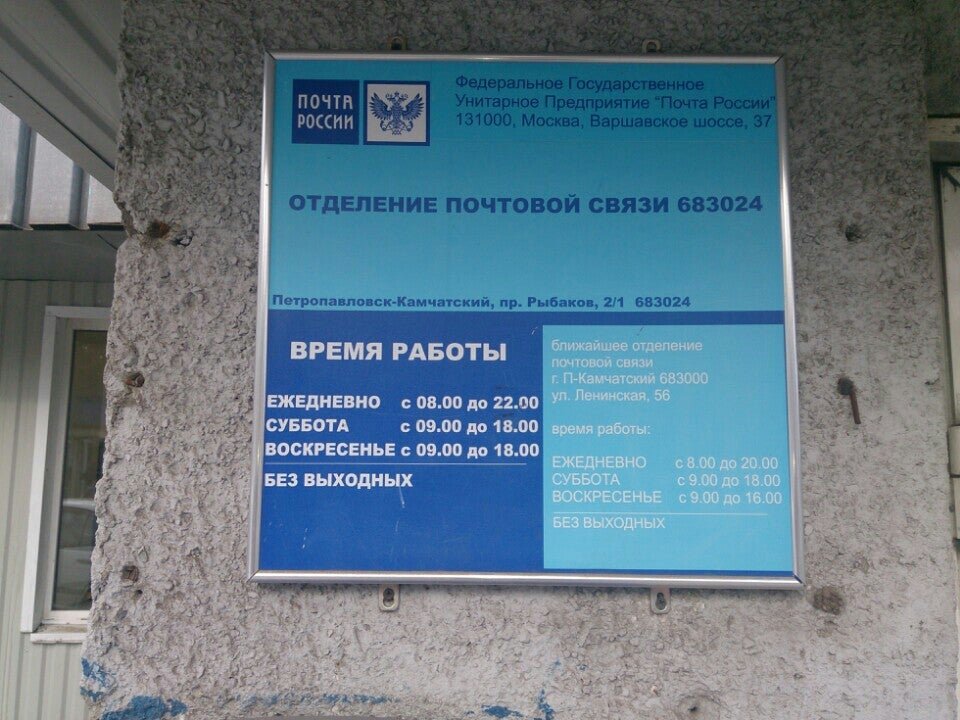 ПОЧТА
РОССИИ
Федеральное Государственное
Унитарное Предприятие "Почта России"
131000, Москва, Варшавское шоссе, 37
ОТДЕЛЕНИЕ ПОЧТОВОЙ СВЯЗИ 683024
Петропавловск-Камчатский, пр. Рыбаков, 2/1 683024
ВРЕМЯ РАБОТЫ
ЕЖЕДНЕВНО с 08.00 до 22.00
СУББОТА с 09.00 до 18.00
ВОСКРЕСЕНЬЕ с 09.00 до 18.00
БЕЗ ВЫХОДНЫХ
ближайшее отделение
почтовой связи
г. П-Камчатский 683000
ул. Ленинская, 56
время работы:
ЕЖЕДНЕВНО с 8.00 до 20.00
СУББОТА с 9.00 до 18.00
ВОСКРЕСЕНЬЕ с 9.00 до 16.00
БЕЗ ВЫХОДНЫХ